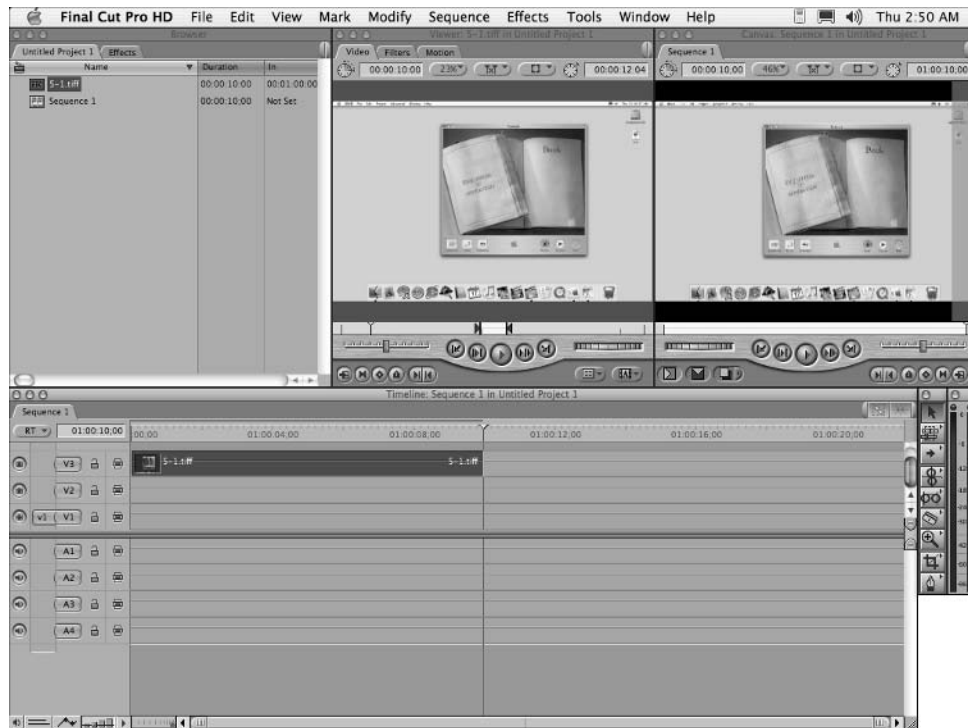 Final Cut Pro HD File Edit View Mark Modify Sequence Effects Tools Window Help Thu 2:50 AM
Browser
Viewer: 5-1.tiff in Untitled Project 1
Canvas: Sequence 1 in Untitled Project 1
Untitled Project 1 Effects
Video Filters Motion
Sequence 1
Name Duration In
00:00:10:00 23% 00:00:12:04
00:00:10;00 46% 01:00:10;00
5-1.tiff 00:00:10:00 00:01:00:00
Sequence 1 00:00:10;00 Not Set
Book
Book
Timeline: Sequence 1 in Untitled Project 1
Sequence 1
RT 01:00:10;00 00;00 01:00:04;00 01:00:08;00 01:00:12;00 01:00:16;00 01:00:20;00
V3 5-1.tiff 5-1.tiff
V2
v1 V1
A1
A2
A3
A4